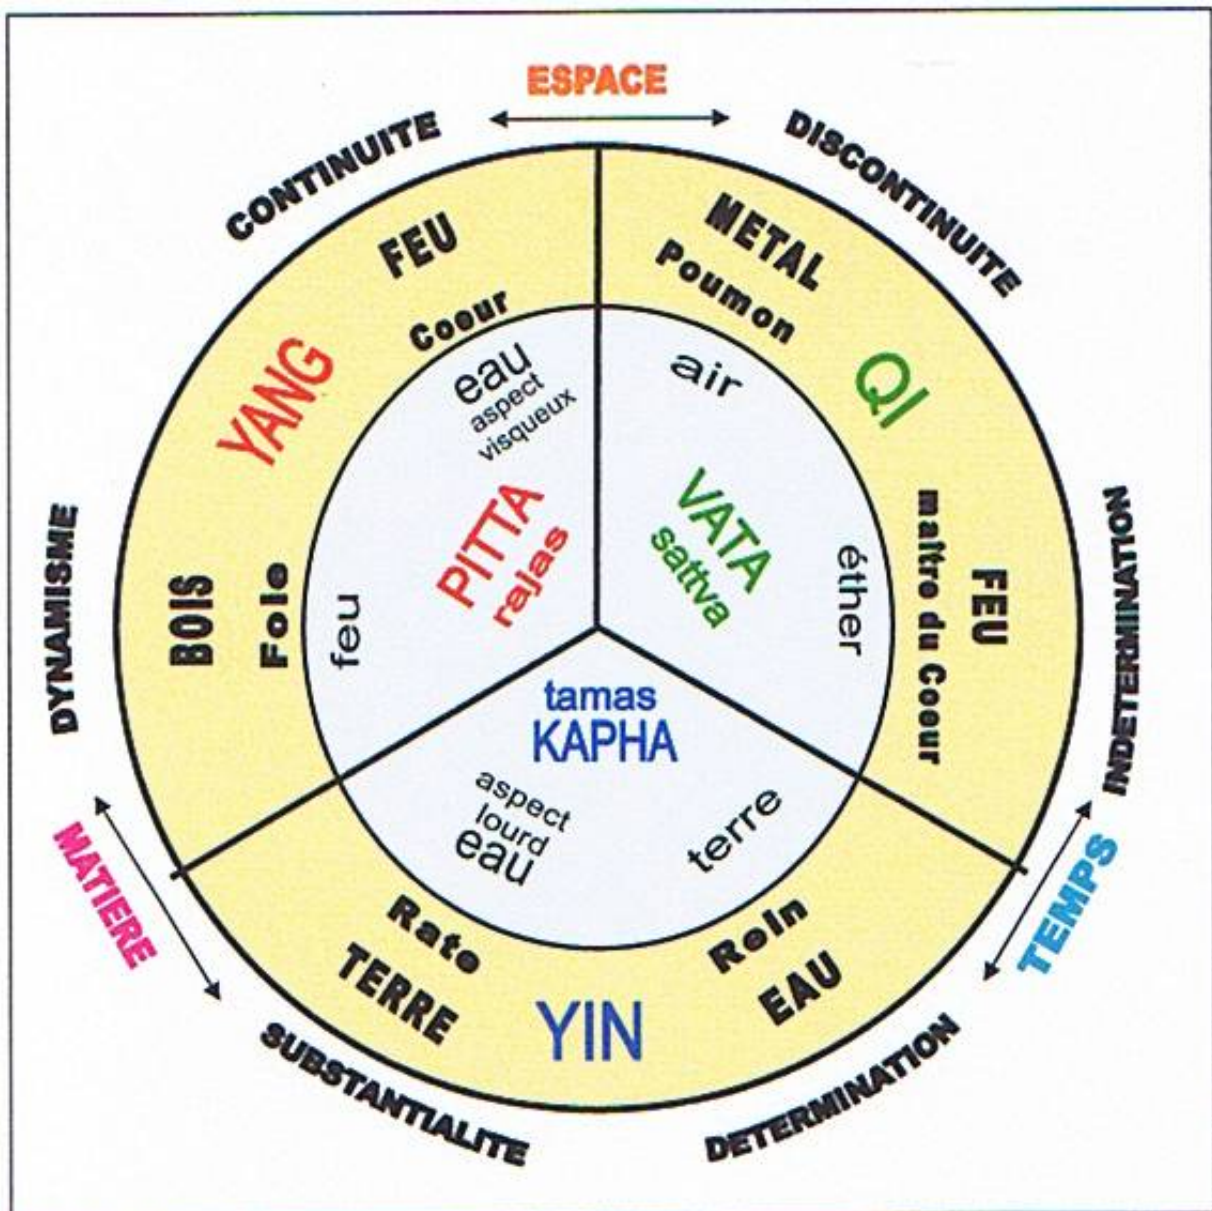 ESPACE
CONTINUITE
DISCONTINUITE
FEU
Coeur
METAL
Poumon
YANG
QI
eau
aspect
visqueux
air
PITTA
rajas
VATA
sattva
DYNAMISME
BOIS
Foie
feu
éther
maître du Coeur
FEU
INDETERMINATION
tamas
KAPHA
aspect
lourd
eau
terre
MATIERE
TEMPS
Rate
TERRE
YIN
Rein
EAU
SUBSTANTIALITE
DETERMINATION